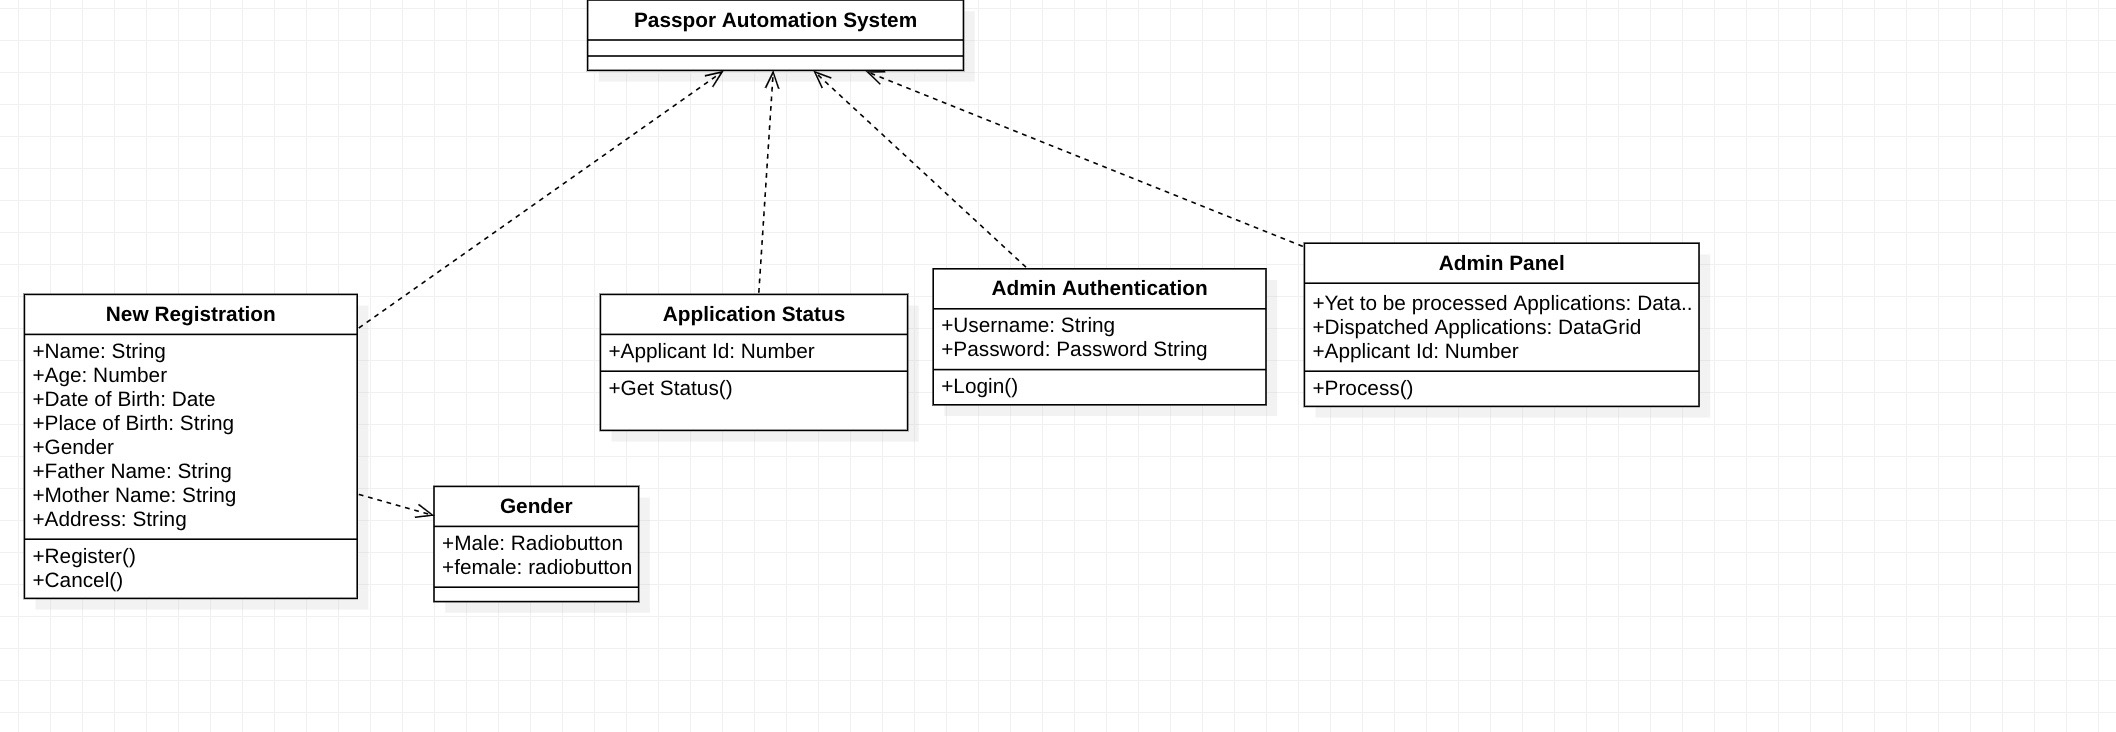 Passpor Automation System
New Registration
+Name: String
+Age: Number
+Date of Birth: Date
+Place of Birth: String
+Gender
+Father Name: String
+Mother Name: String
+Address: String
+Register()
+Cancel()
Gender
+Male: Radiobutton
+female: radiobutton
Application Status
+Applicant Id: Number
+Get Status()
Admin Authentication
+Username: String
+Password: Password String
+Login()
Admin Panel
+Yet to be processed Applications: Data..
+Dispatched Applications: DataGrid
+Applicant Id: Number
+Process()